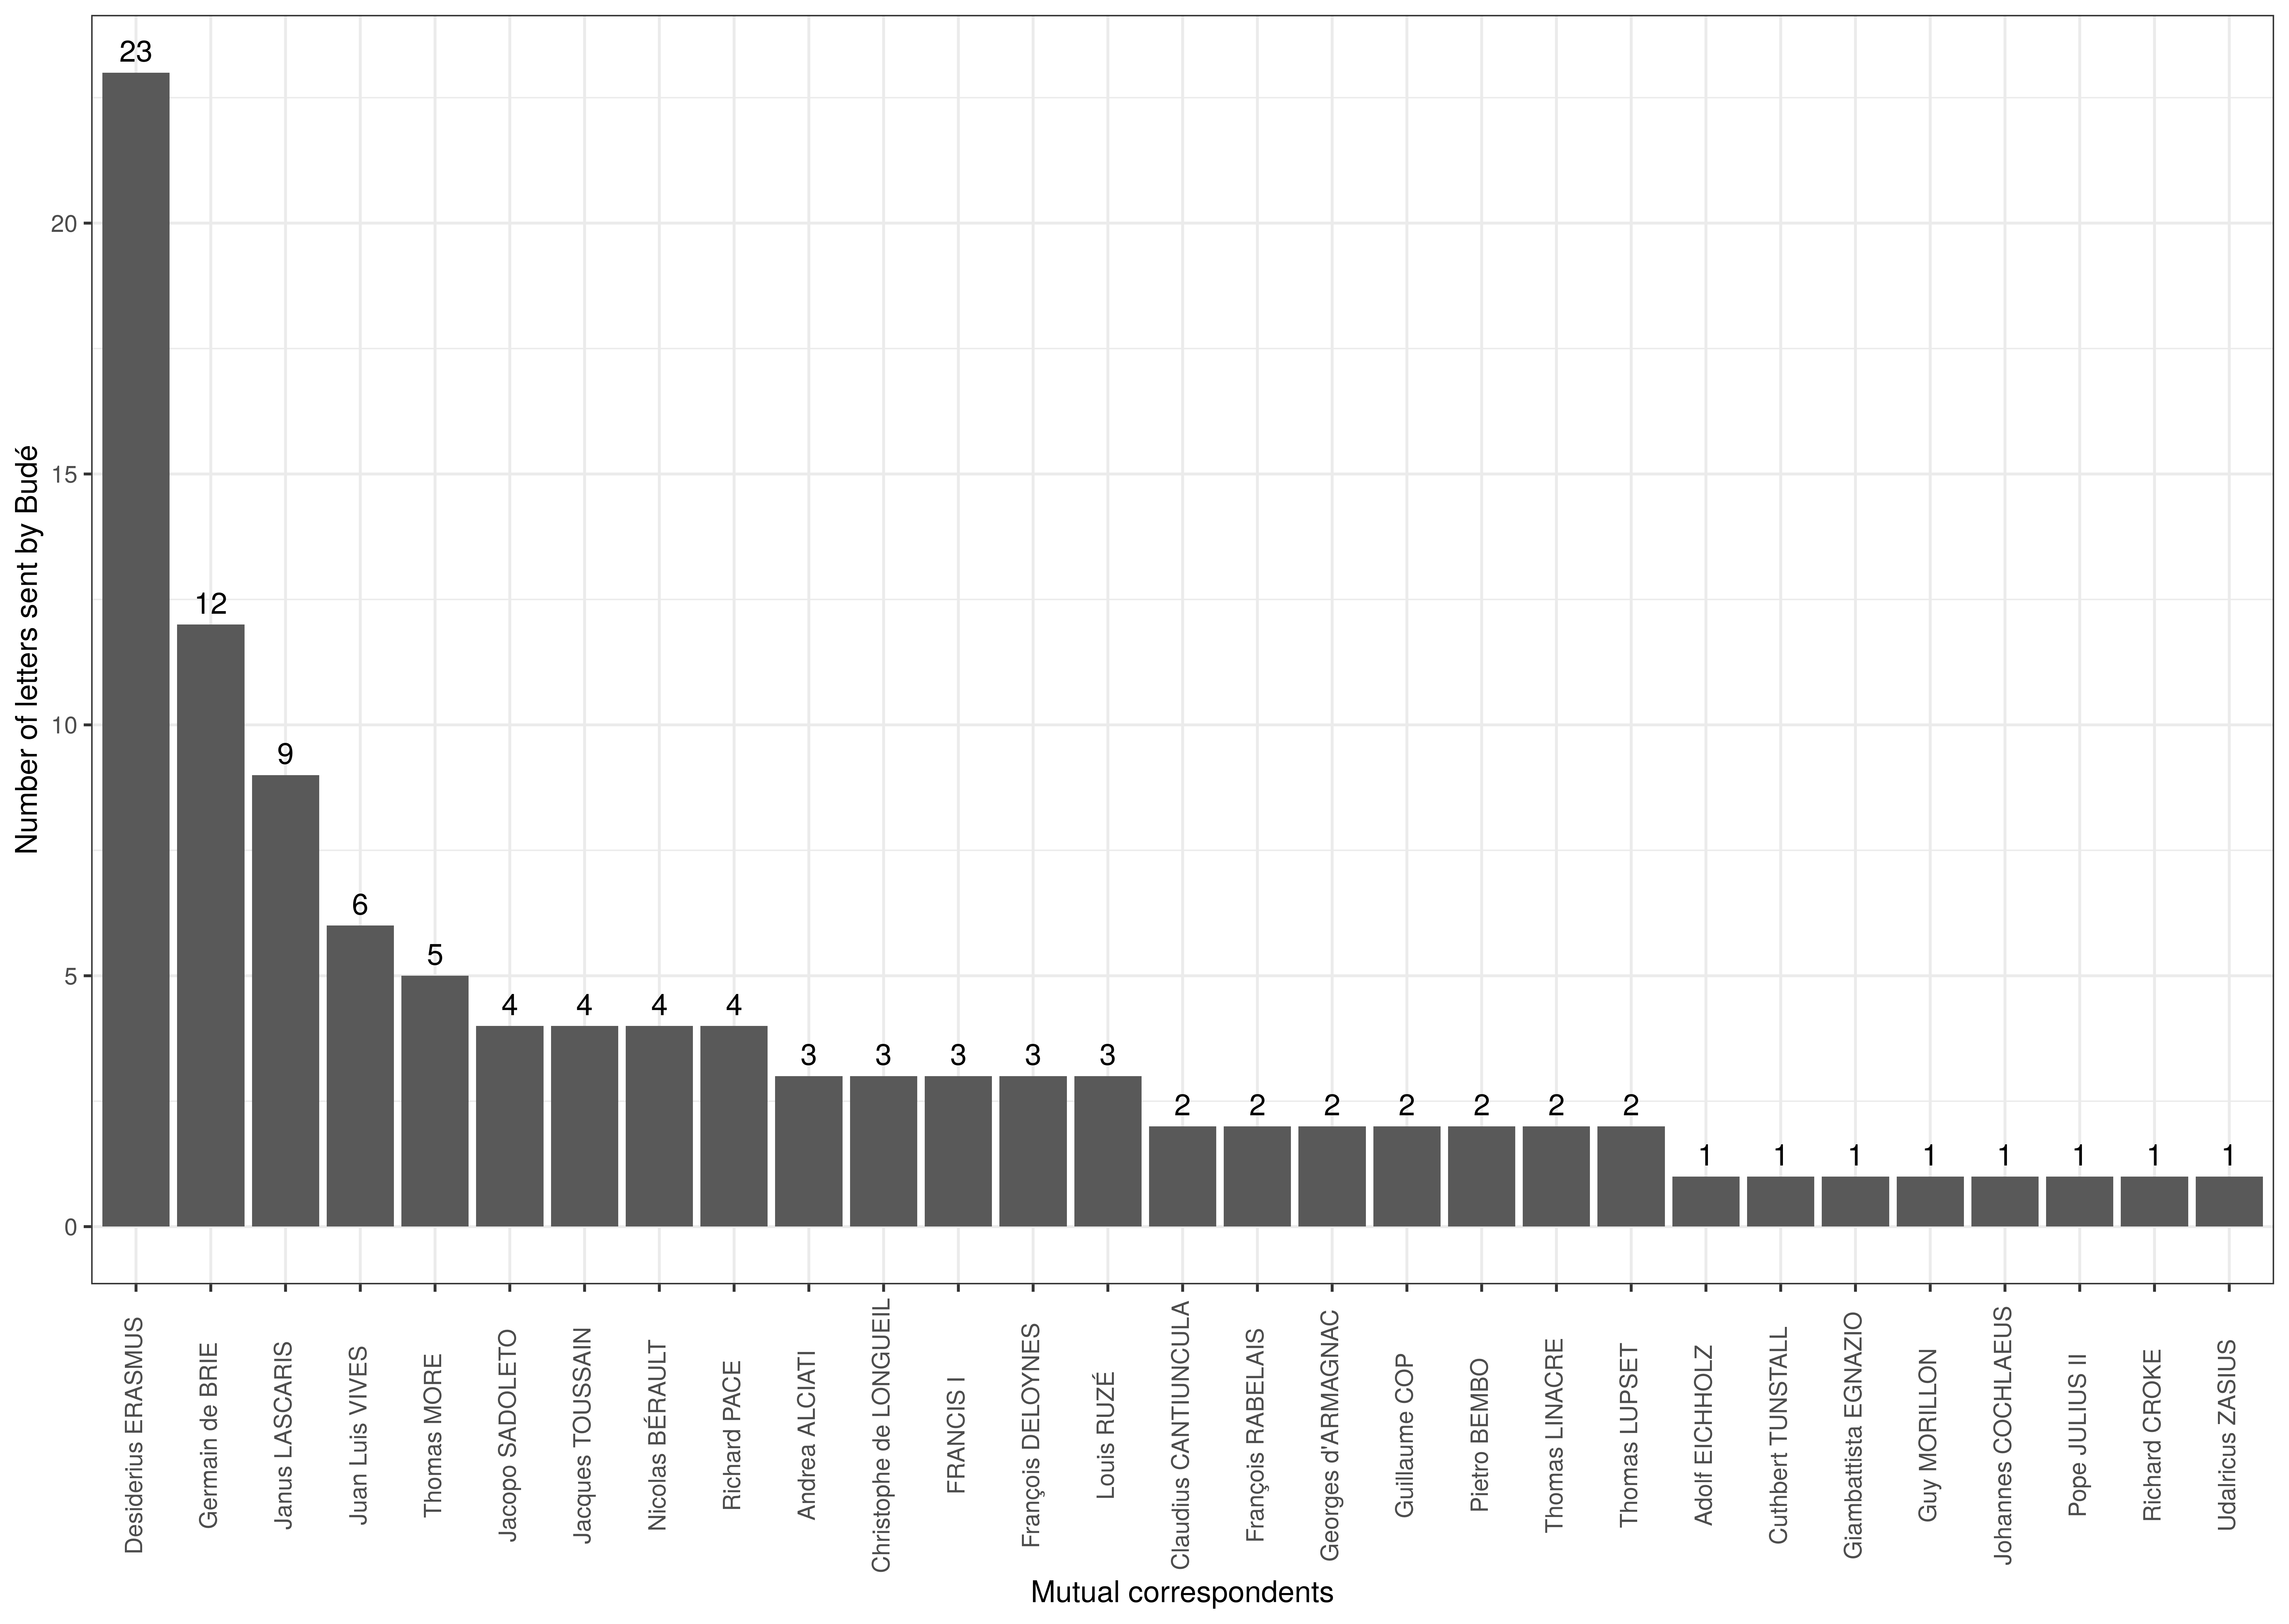 Number of letters sent by Budé
20
15
10
5
0
23
12
9
6
5
4
4
4
4
3
3
3
3
3
2
2
2
2
2
2
2
1
1
1
1
1
1
1
1
Desiderius ERASMUS
Germain de BRIE
Janus LASCARIS
Juan Luis VIVES
Thomas MORE
Jacopo SADOLETO
Jacques TOUSSAIN
Nicolas BÉRAULT
Richard PACE
Andrea ALCIATI
Christophe de LONGUEIL
FRANCIS I
François DELOYNES
Louis RUZÉ
Claudius CANTIUNCULA
François RABELAIS
Georges d'ARMAGNAC
Guillaume COP
Pietro BEMBO
Thomas LINACRE
Thomas LUPSET
Adolf EICHHOLZ
Cuthbert TUNSTALL
Giambattista EGNAZIO
Guy MORILLON
Johannes COCHLAEUS
Pope JULIUS II
Richard CROKE
Udalricus ZASIUS
Mutual correspondents